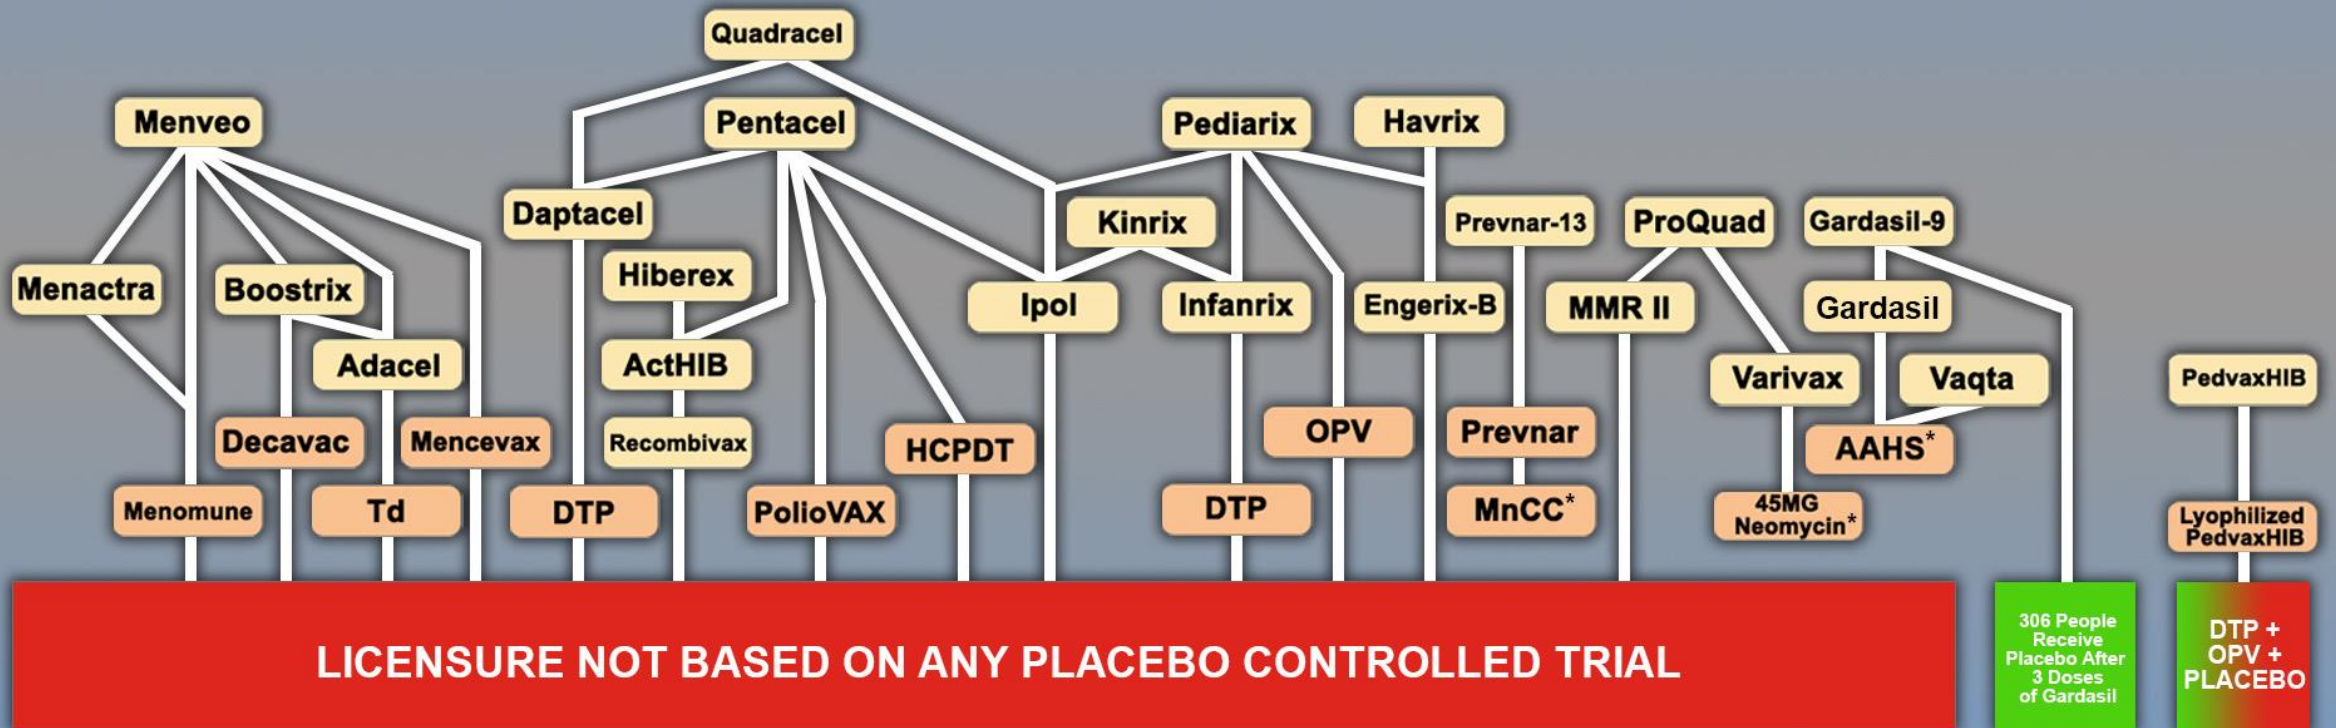 Quadracel
Menveo
Pentacel
Pediarix
Havrix
Daptacel
Kinrix
Prevnar-13
ProQuad
Gardasil-9
Menactra
Boostrix
Hiberex
Ipol
Infanrix
Engerix-B
MMR II
Gardasil
Adacel
ActHIB
Varivax
Vaqta
PedvaxHIB
Decavac
Mencevax
Recombivax
HCPDT
OPV
Prevnar
AAHS*
Menomune
Td
DTP
PolioVAX
DTP
MnCC*
45MG
Neomycin*
Lyophilized
PedvaxHIB
LICENSURE NOT BASED ON ANY PLACEBO CONTROLLED TRIAL
306 People
Receive
Placebo After
3 Doses
of Gardasil
DTP +
OPV +
PLACEBO